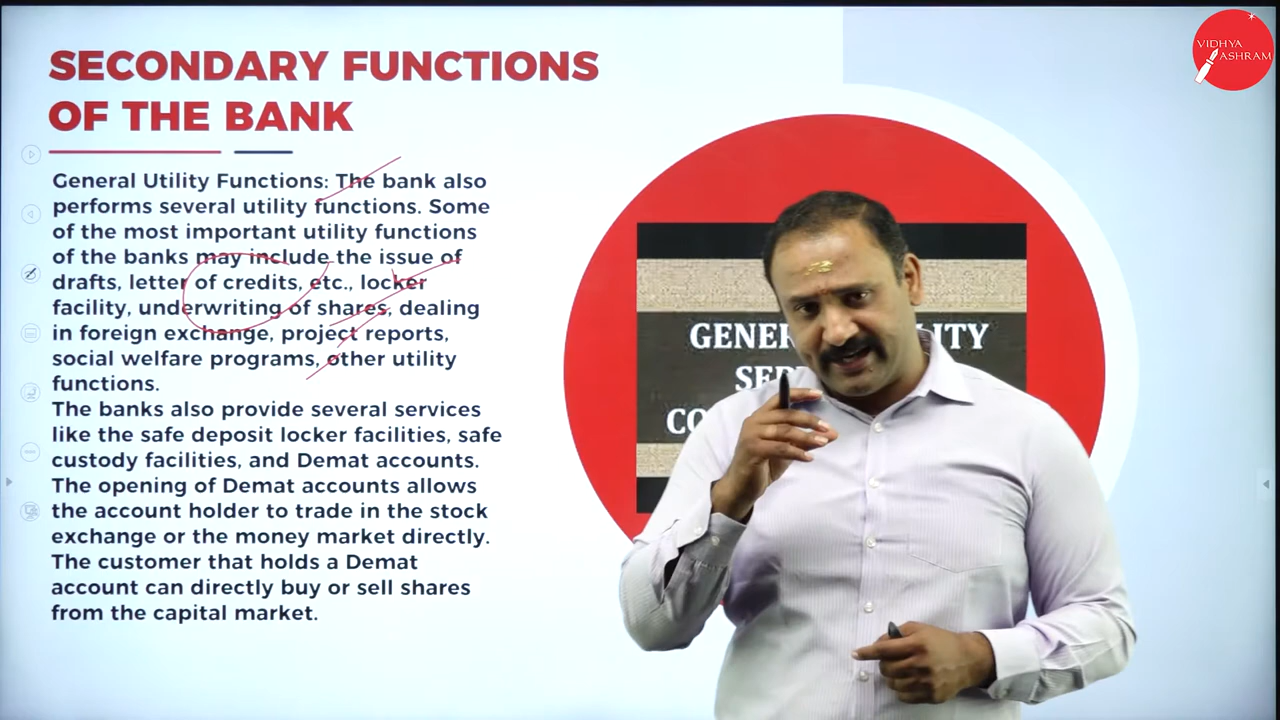 VIDHYA
ASHRAM
SECONDARY FUNCTIONS
OF THE BANK
General Utility Functions: The bank also
performs several utility functions. Some
of the most important utility functions
of the banks may include the issue of
drafts, letter of credits, etc., locker
facility, underwriting of shares, dealing
in foreign exchange, project reports,
social welfare programs, other utility
functions.
The banks also provide several services
like the safe deposit locker facilities, safe
custody facilities, and Demat accounts.
The opening of Demat accounts allows
the account holder to trade in the stock
exchange or the money market directly.
The customer that holds a Demat
account can directly buy or sell shares
from the capital market.